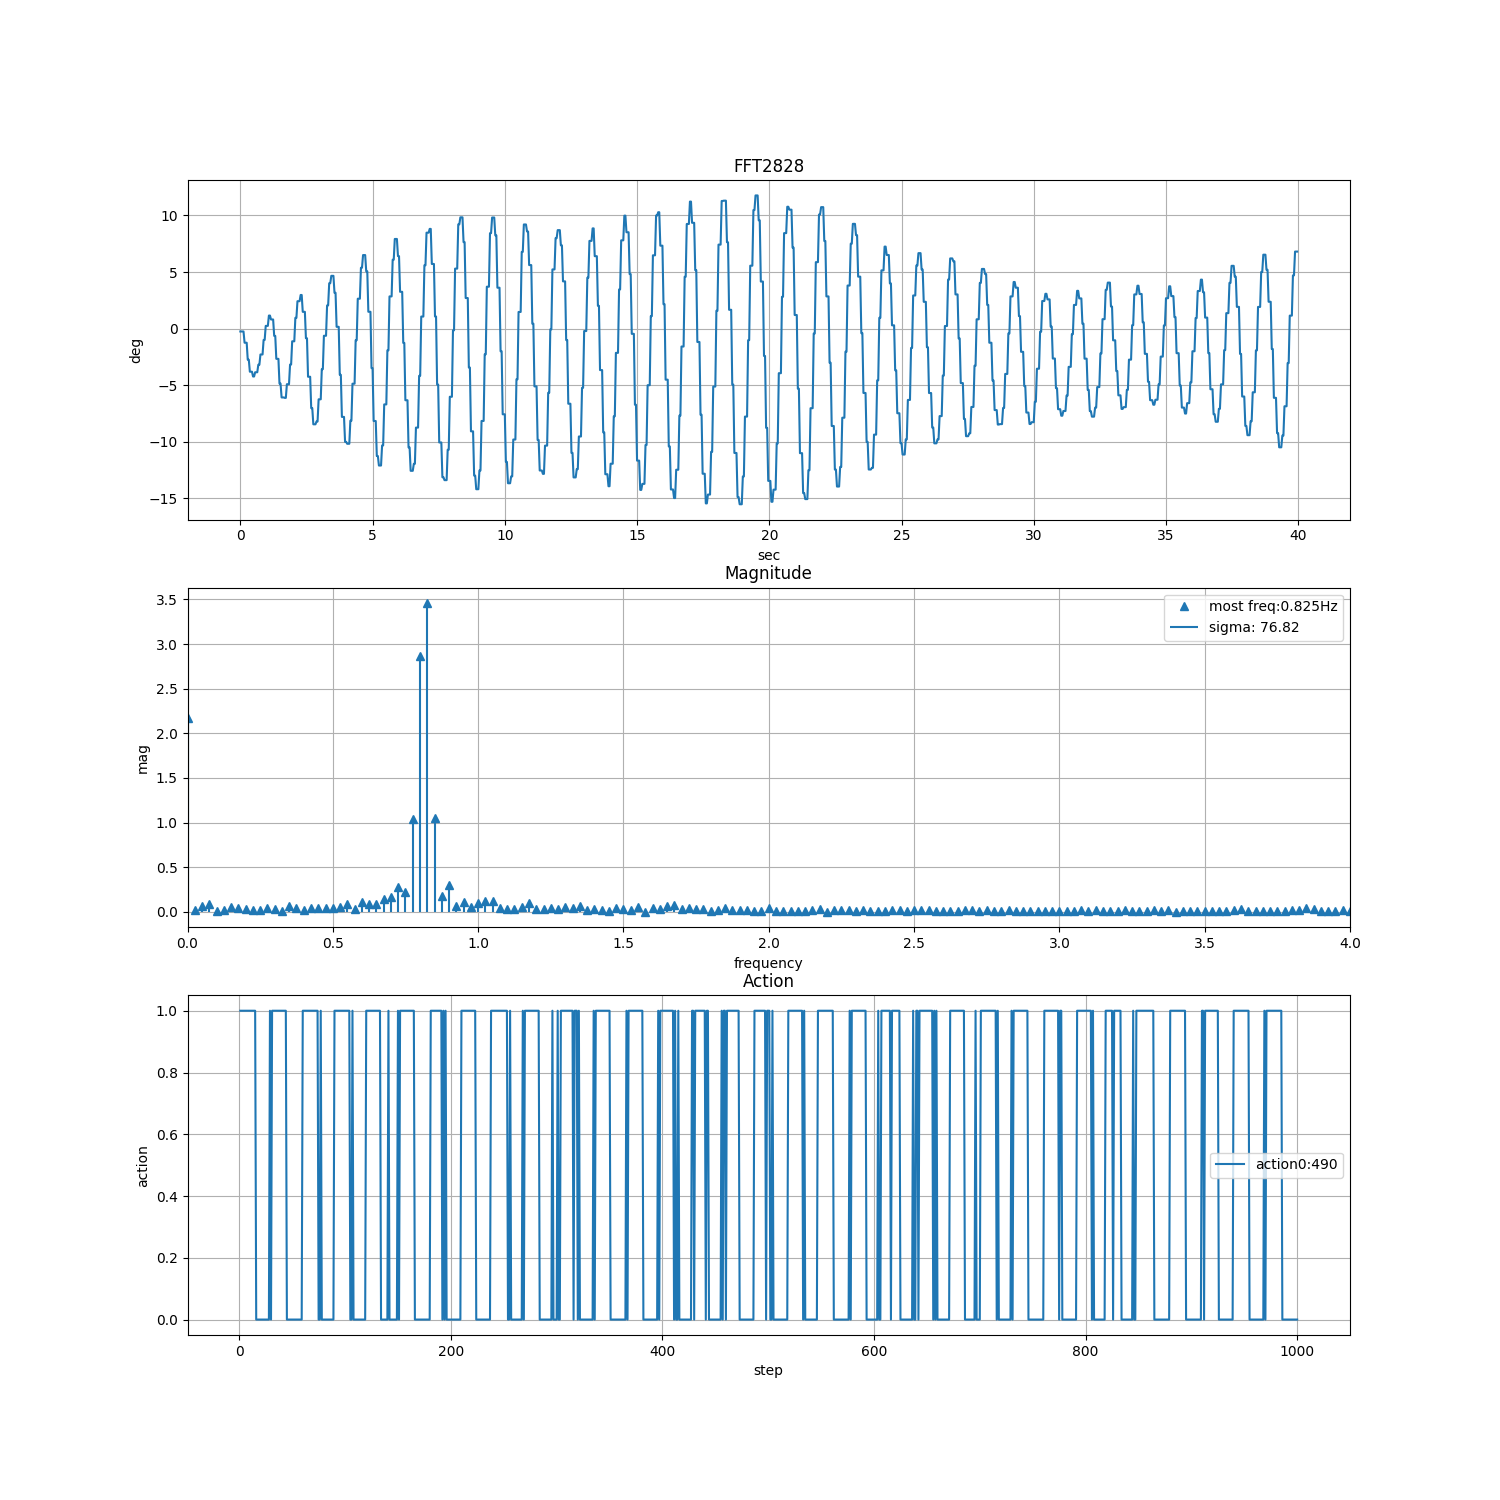 FFT2828
10
5
0
−5
−10
−15
deg
0 5 10 15 20 25 30 35 40
sec
Magnitude
3.5
3.0
2.5
2.0
1.5
1.0
0.5
0.0
mag
most freq:0.825Hz
sigma: 76.82
0.0 0.5 1.0 1.5 2.0 2.5 3.0 3.5 4.0
frequency
Action
1.0
0.8
0.6
0.4
0.2
0.0
action
action0:490
0 200 400 600 800 1000
step